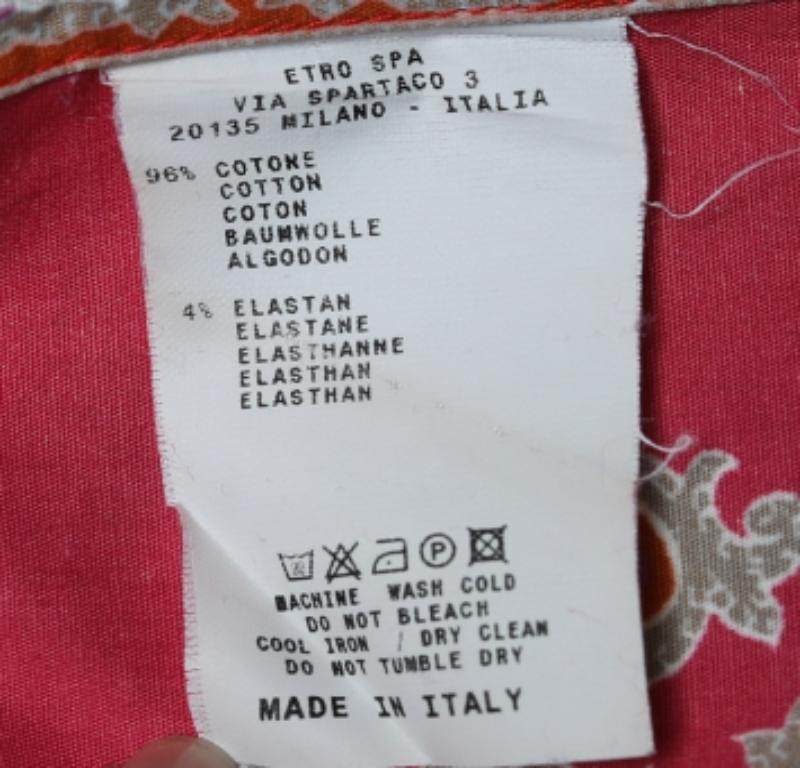 ETRO SPA
VIA SPARTACO 3
20135 MILANO - ITALIA
96% COTONE
COTTON
COTON
BAUMWOLLE
ALGODON
4% ELASTAN
ELASTANE
ELASTHANNE
ELASTHAN
ELASTHAN
P
MACHINE WASH COLD
DO NOT BLEACH
COOL IRON / DRY CLEAN
DO NOT TUMBLE DRY
MADE IN ITALY